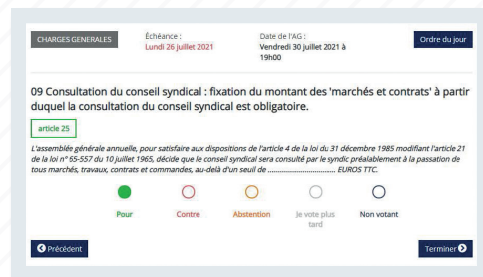 CHARGES GENERALES
Échéance :
Lundi 26 juillet 2021
Date de l'AG :
Vendredi 30 juillet 2021 à
19h00
Ordre du jour
09 Consultation du conseil syndical : fixation du montant des 'marchés et contrats' à partir
duquel la consultation du conseil syndical est obligatoire.
article 25
L'assemblée générale annuelle, pour satisfaire aux dispositions de l'article 4 de la loi du 31 décembre 1985 modifiant l'article 21
de la loi n° 65-557 du 10 juillet 1965, décide que le conseil syndical sera consulté par le syndic préalablement à la passation de
tous marchés, travaux, contrats et commandes, au-delà d'un seuil de ................................. EUROS TTC.
Pour
Contre
Abstention
Je vote plus
tard
Non votant
Précédent
Terminer